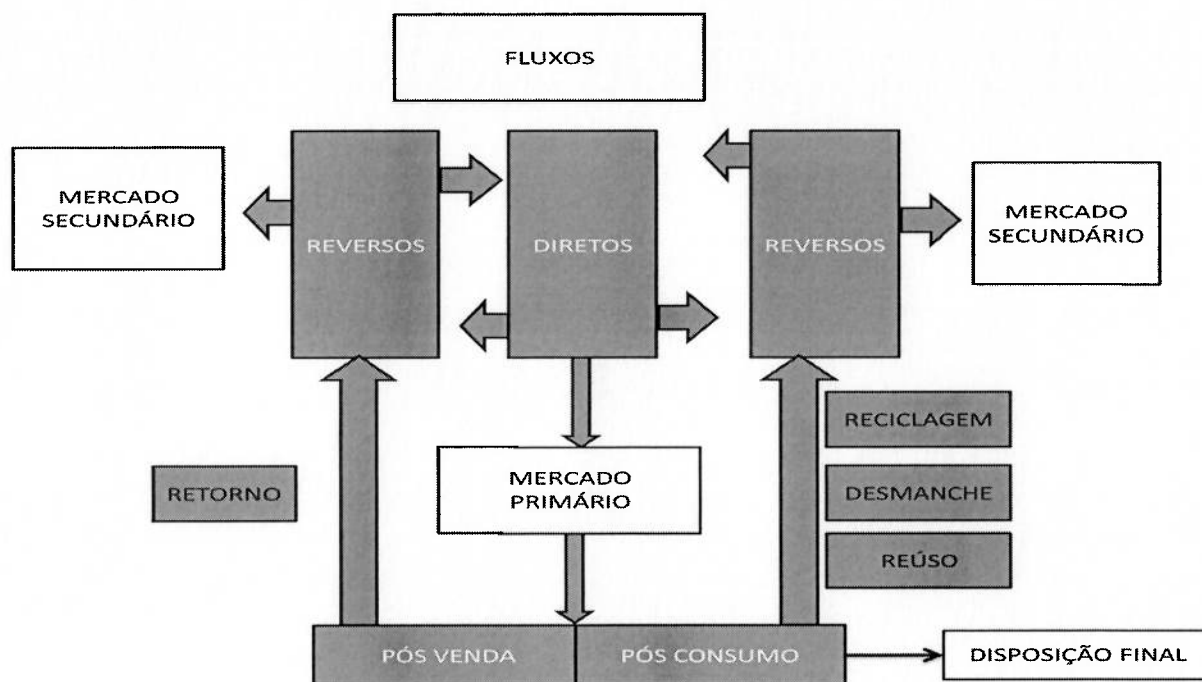 FLUXOS
MERCADO
SECUNDÁRIO
REVERSOS
DIRETOS
REVERSOS
MERCADO
SECUNDÁRIO
RETORNO
MERCADO
PRIMÁRIO
RECICLAGEM
DESMANCHE
REÚSO
PÓS VENDA
PÓS CONSUMO
DISPOSIÇÃO FINAL